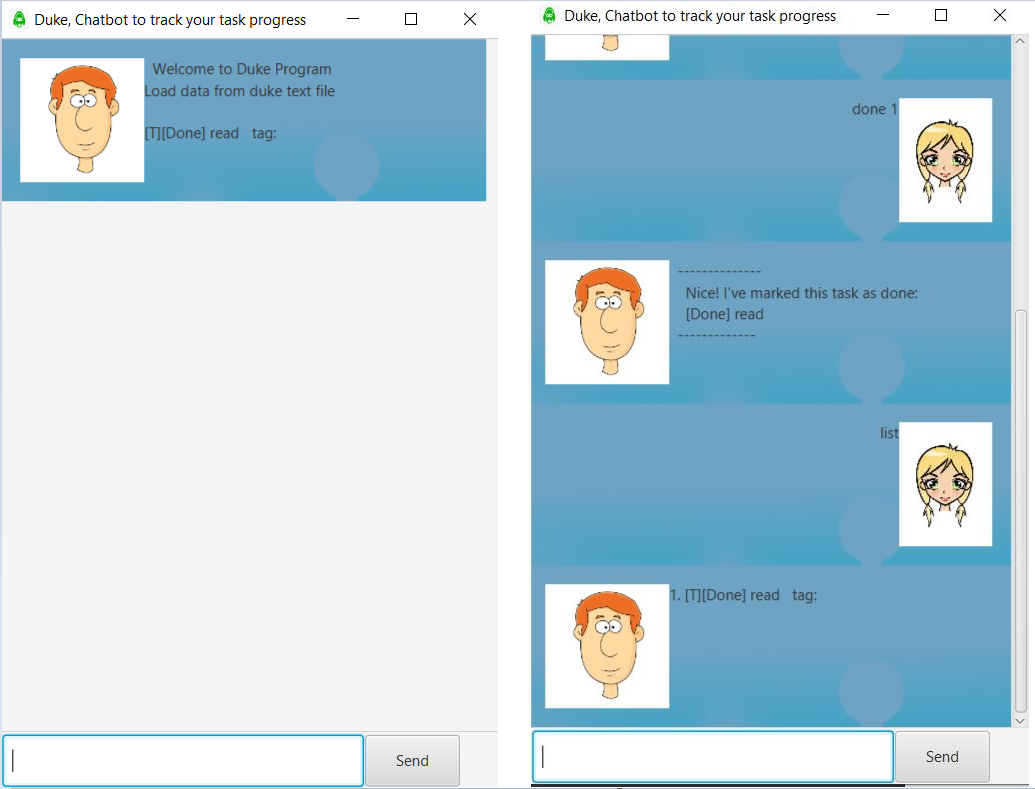 Duke, Chatbot to track your task progress
Welcome to Duke Program
Load data from duke text file
[T][Done] read   tag:
Send
Duke, Chatbot to track your task progress
done 1
--------------
Nice! I've marked this task as done:
[Done] read
-------------
list
1. [T][Done] read   tag:
Send